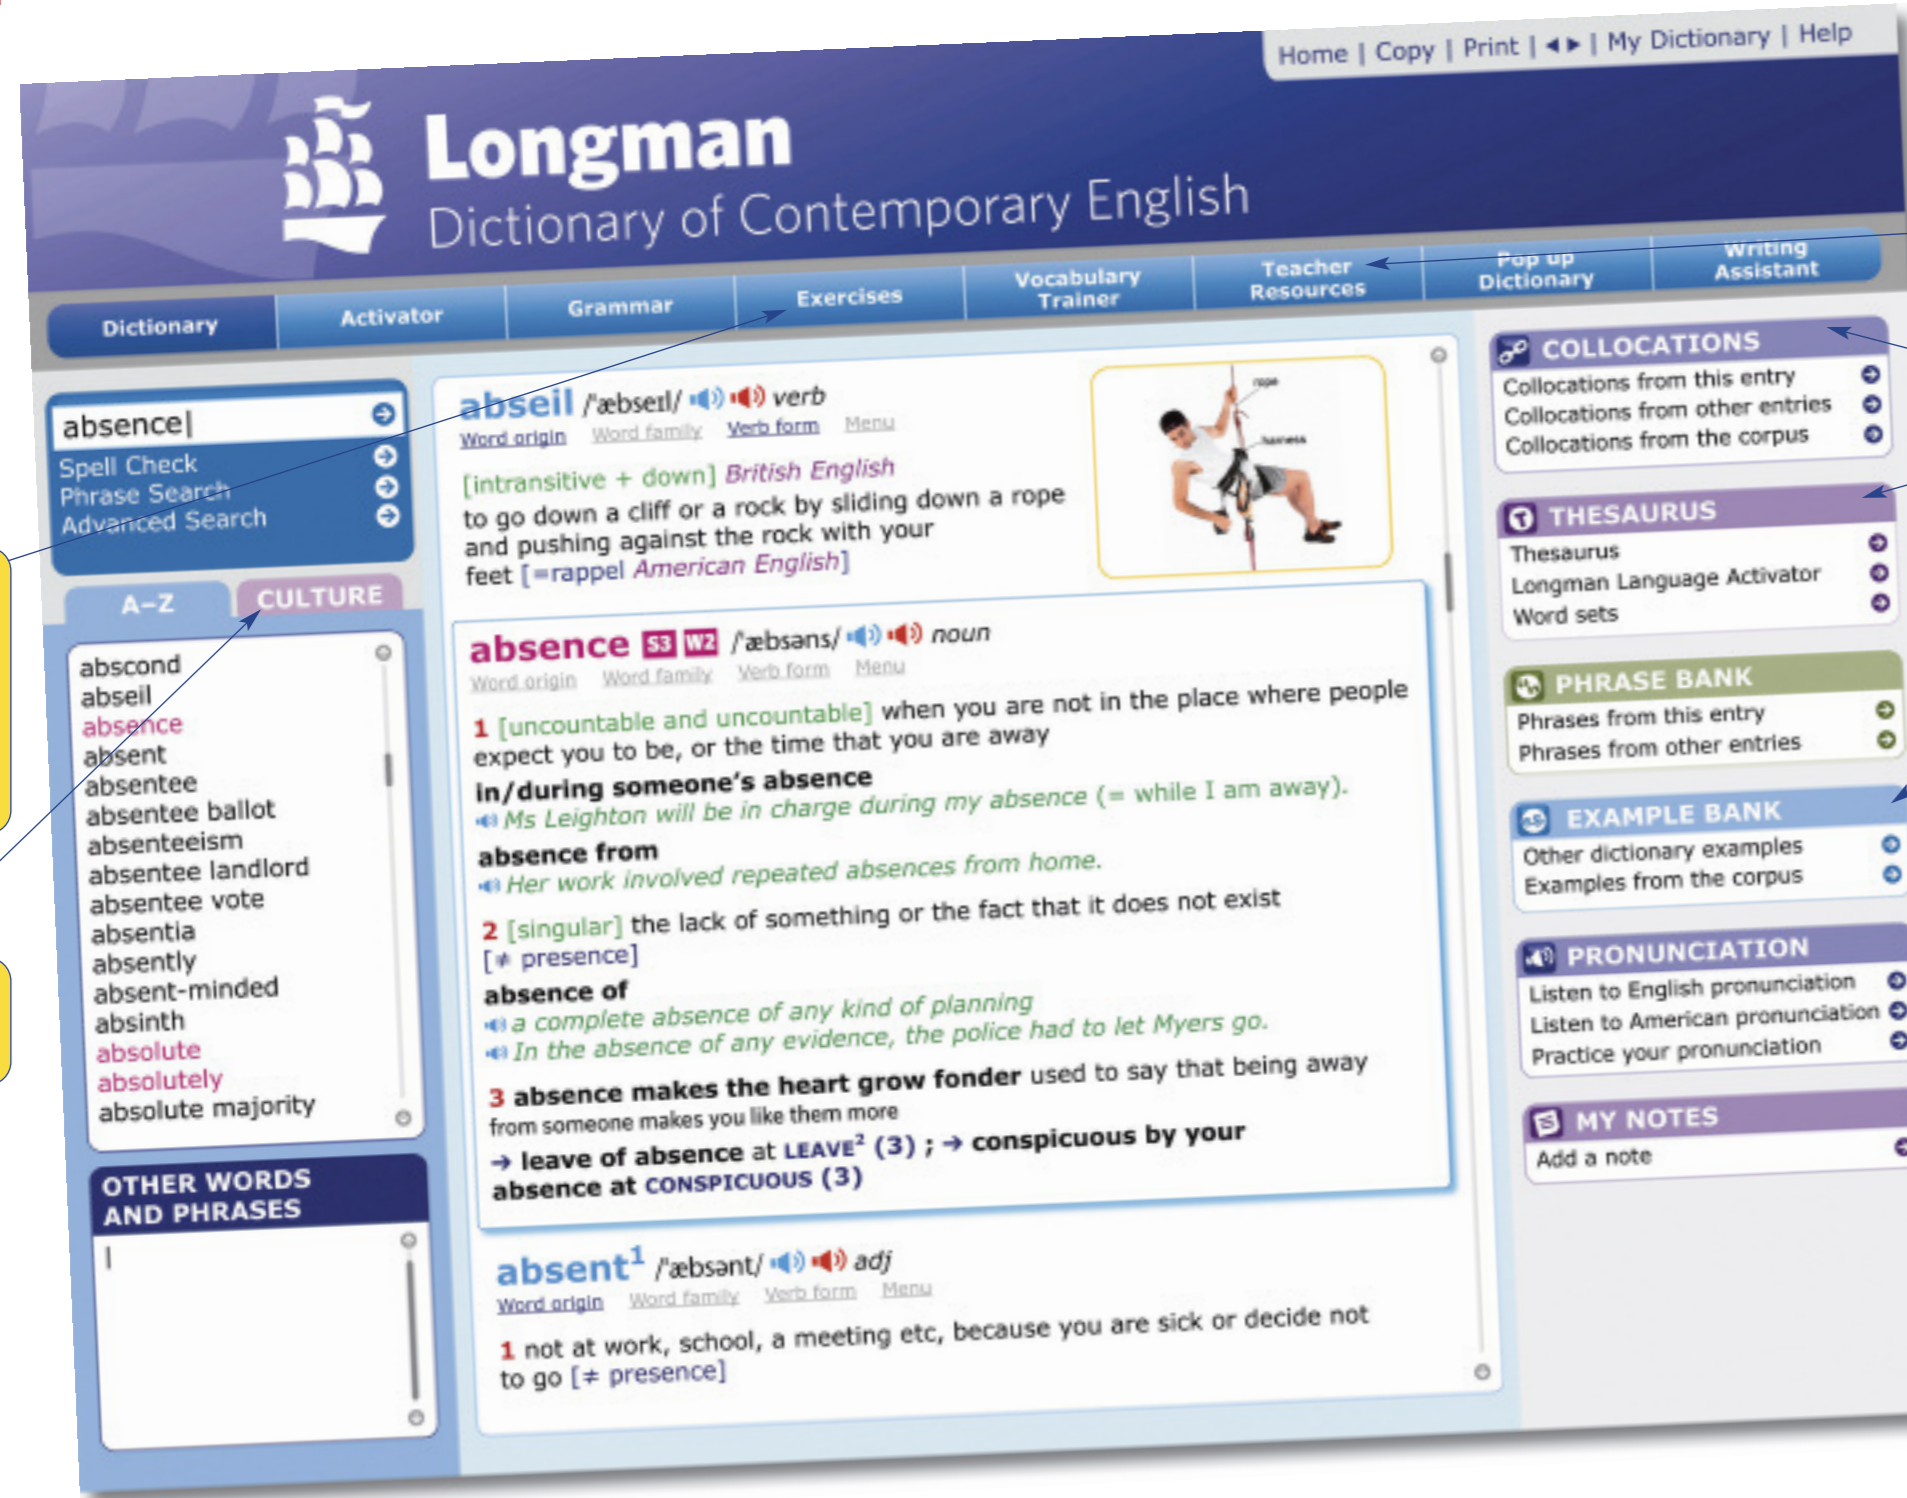 Home | Copy | Print | ◄ ► | My Dictionary | Help
Longman
Dictionary of Contemporary English
Dictionary
Activator
Grammar
Exercises
Vocabulary
Trainer
Teacher
Resources
Pop up
Dictionary
Writing
Assistant
absence|
Spell Check
Phrase Search
Advanced Search
A–Z
CULTURE
abscond
abseil
absence
absent
absentee
absentee ballot
absenteeism
absentee landlord
absentee vote
absentia
absently
absent-minded
absinth
absolute
absolutely
absolute majority
OTHER WORDS
AND PHRASES
abseil /ˈæbseɪl/ verb
Word origin Word family Verb form Menu
[intransitive + down] British English
to go down a cliff or a rock by sliding down a rope
and pushing against the rock with your
feet [=rappel American English]
rope
harness
absence S3 W2 /ˈæbsəns/ noun
Word origin Word family Verb form Menu
1 [uncountable and uncountable] when you are not in the place where people
expect you to be, or the time that you are away
in/during someone's absence
Ms Leighton will be in charge during my absence (= while I am away).
absence from
Her work involved repeated absences from home.
2 [singular] the lack of something or the fact that it does not exist
[≠ presence]
absence of
a complete absence of any kind of planning
In the absence of any evidence, the police had to let Myers go.
3 absence makes the heart grow fonder used to say that being away
from someone makes you like them more
→ leave of absence at LEAVE² (3) ; → conspicuous by your
absence at CONSPICUOUS (3)
absent¹ /ˈæbsənt/ adj
Word origin Word family Verb form Menu
1 not at work, school, a meeting etc, because you are sick or decide not
to go [≠ presence]
COLLOCATIONS
Collocations from this entry
Collocations from other entries
Collocations from the corpus
THESAURUS
Thesaurus
Longman Language Activator
Word sets
PHRASE BANK
Phrases from this entry
Phrases from other entries
EXAMPLE BANK
Other dictionary examples
Examples from the corpus
PRONUNCIATION
Listen to English pronunciation
Listen to American pronunciation
Practice your pronunciation
MY NOTES
Add a note